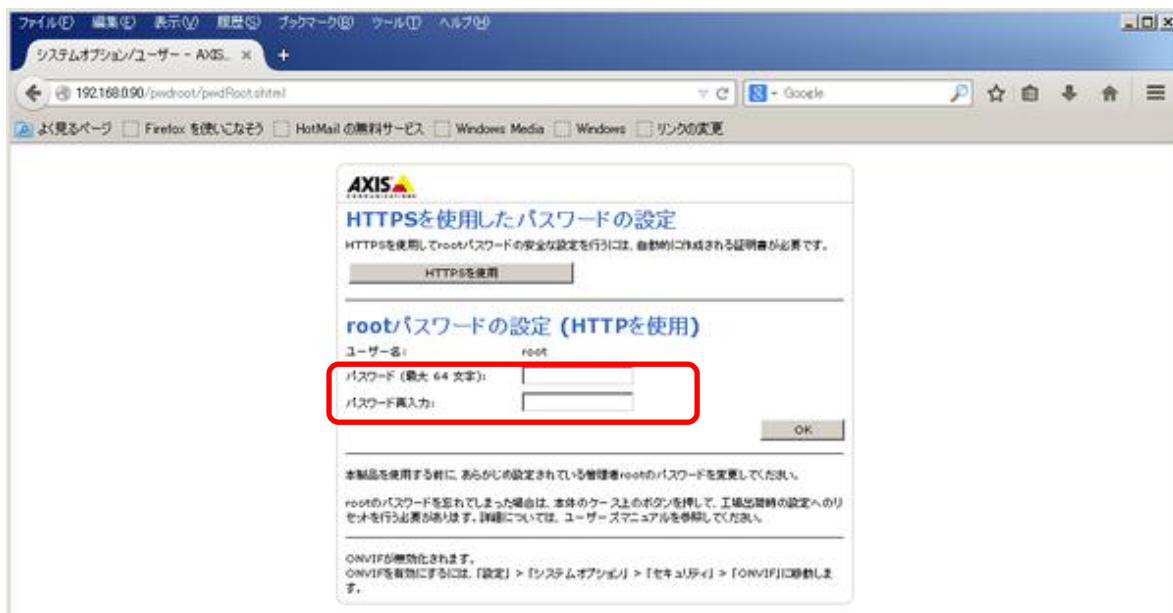 ファイル(F) 編集(E) 表示(V) 履歴(S) ブックマーク(B) ツール(T) ヘルプ(H)
システムオプション/ユーザー - AXIS... × +
192.168.0.90/pwdroot/pwdRoot.shtml Google
よく見るページ Firefox を使いこなそう HotMail の無料サービス Windows Media Windows リンクの変更
AXIS
COMMUNICATIONS
HTTPSを使用したパスワードの設定
HTTPSを使用してrootパスワードの安全な設定を行うには、自動的に作成される証明書が必要です。
HTTPSを使用
rootパスワードの設定 (HTTPを使用)
ユーザー名: root
パスワード (最大 64 文字):
パスワード再入力:
OK
本製品を使用する前に、あらかじめ設定されている管理者rootのパスワードを変更してください。
rootのパスワードを忘れてしまった場合は、本体のケース上のボタンを押して、工場出荷時の設定へのリ
セットを行う必要があります。詳細については、ユーザーズマニュアルを参照してください。
ONVIFが無効化されます。
ONVIFを有効にするには、「設定」 > 「システムオプション」 > 「セキュリティ」 > 「ONVIF」に移動しま
す。